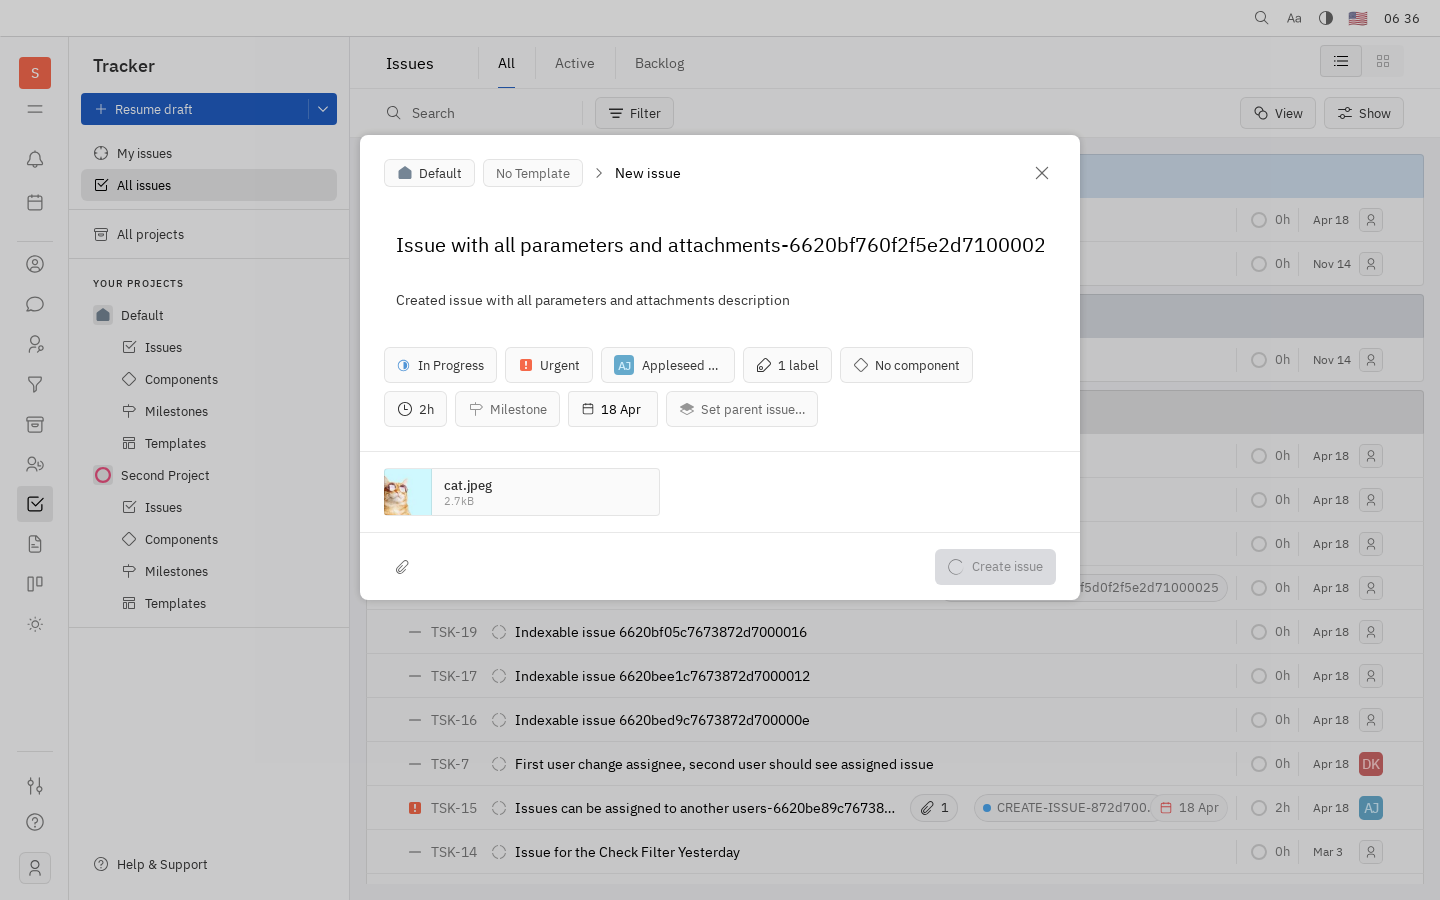 Aa 06 36
S
Tracker
Resume draft
My issues
All issues
All projects
YOUR PROJECTS
Default
Issues
Components
Milestones
Templates
Second Project
Issues
Components
Milestones
Templates
Help & Support
Issues All Active Backlog
Search Filter View Show
Default No Template New issue
Issue with all parameters and attachments-6620bf760f2f5e2d7100002
Created issue with all parameters and attachments description
In Progress Urgent AJ Appleseed ... 1 label No component
2h Milestone 18 Apr Set parent issue...
cat.jpeg
2.7kB
Create issue
0h Apr 18
0h Nov 14
0h Nov 14
0h Apr 18
0h Apr 18
0h Apr 18
f5d0f2f5e2d71000025 0h Apr 18
TSK-19 Indexable issue 6620bf05c7673872d7000016 0h Apr 18
TSK-17 Indexable issue 6620bee1c7673872d7000012 0h Apr 18
TSK-16 Indexable issue 6620bed9c7673872d700000e 0h Apr 18
TSK-7 First user change assignee, second user should see assigned issue 0h Apr 18 DK
TSK-15 Issues can be assigned to another users-6620be89c76738... 1 CREATE-ISSUE-872d700... 18 Apr 2h Apr 18 AJ
TSK-14 Issue for the Check Filter Yesterday 0h Mar 3